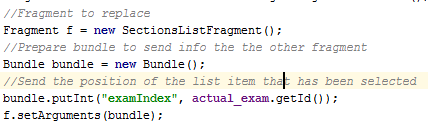 //Fragment to replace
Fragment f = new SectionsListFragment();
//Prepare bundle to send info the the other fragment
Bundle bundle = new Bundle();
//Send the position of the list item that has been selected
bundle.putInt("examIndex", actual_exam.getId());
f.setArguments(bundle);